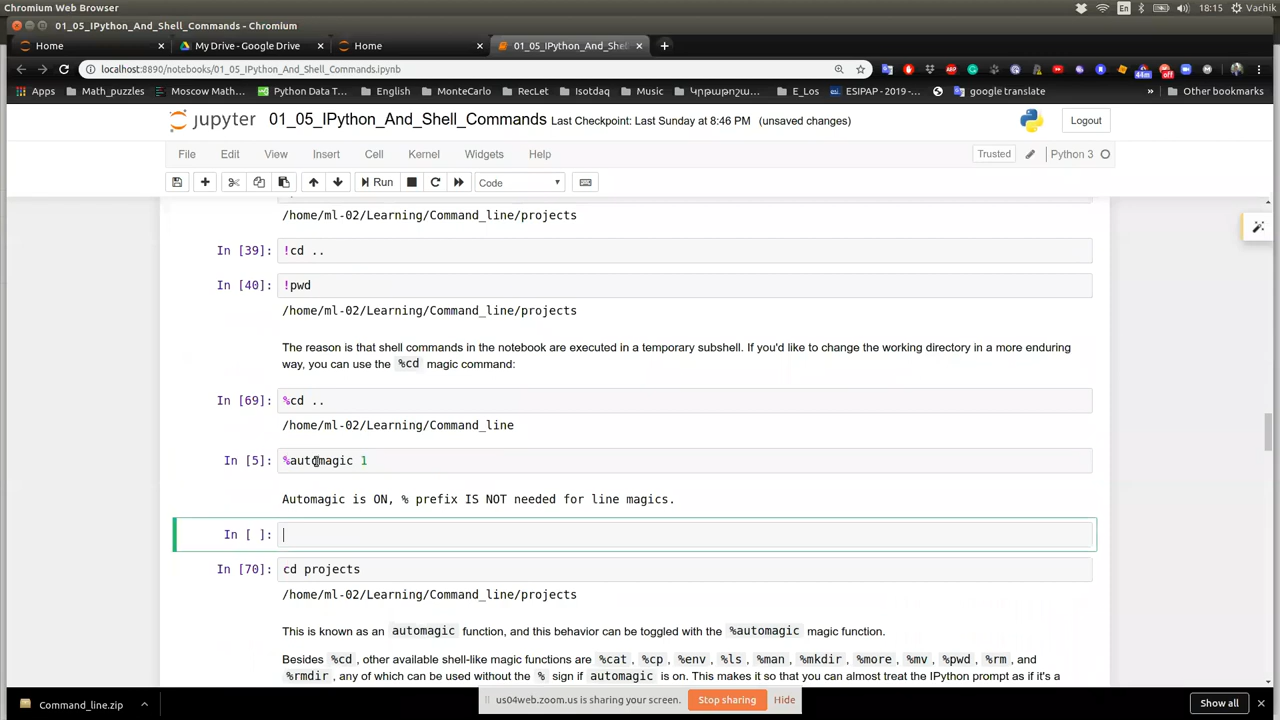 Chromium Web Browser
En
18:15
Vachik
01_05_IPython_And_Shell_Commands - Chromium
Home
My Drive - Google Drive
Home
01_05_IPython_And_Shel
localhost:8890/notebooks/01_05_IPython_And_Shell_Commands.ipynb
44m
off
Apps
Math_puzzles
Moscow Math...
Python Data T...
English
MonteCarlo
RecLet
Isotdaq
Music
E_Los
ESIPAP - 2019 -...
google translate
»
Other bookmarks
jupyter
01_05_IPython_And_Shell_Commands
Last Checkpoint: Last Sunday at 8:46 PM
(unsaved changes)
Logout
File
Edit
View
Insert
Cell
Kernel
Widgets
Help
Trusted
Python 3
Run
Code
/home/ml-02/Learning/Command_line/projects
In [39]: !cd ..
In [40]: !pwd
/home/ml-02/Learning/Command_line/projects
The reason is that shell commands in the notebook are executed in a temporary subshell. If you'd like to change the working directory in a more enduring
way, you can use the %cd magic command:
In [69]: %cd ..
/home/ml-02/Learning/Command_line
In [5]: %automagic 1
Automagic is ON, % prefix IS NOT needed for line magics.
In [ ]:
In [70]: cd projects
/home/ml-02/Learning/Command_line/projects
This is known as an automagic function, and this behavior can be toggled with the %automagic magic function.
Besides %cd , other available shell-like magic functions are %cat , %cp , %env , %ls , %man , %mkdir , %more , %mv , %pwd , %rm , and
%rmdir , any of which can be used without the % sign if automagic is on. This makes it so that you can almost treat the IPython prompt as if it's a
Command_line.zip
us04web.zoom.us is sharing your screen.
Stop sharing
Hide
Show all